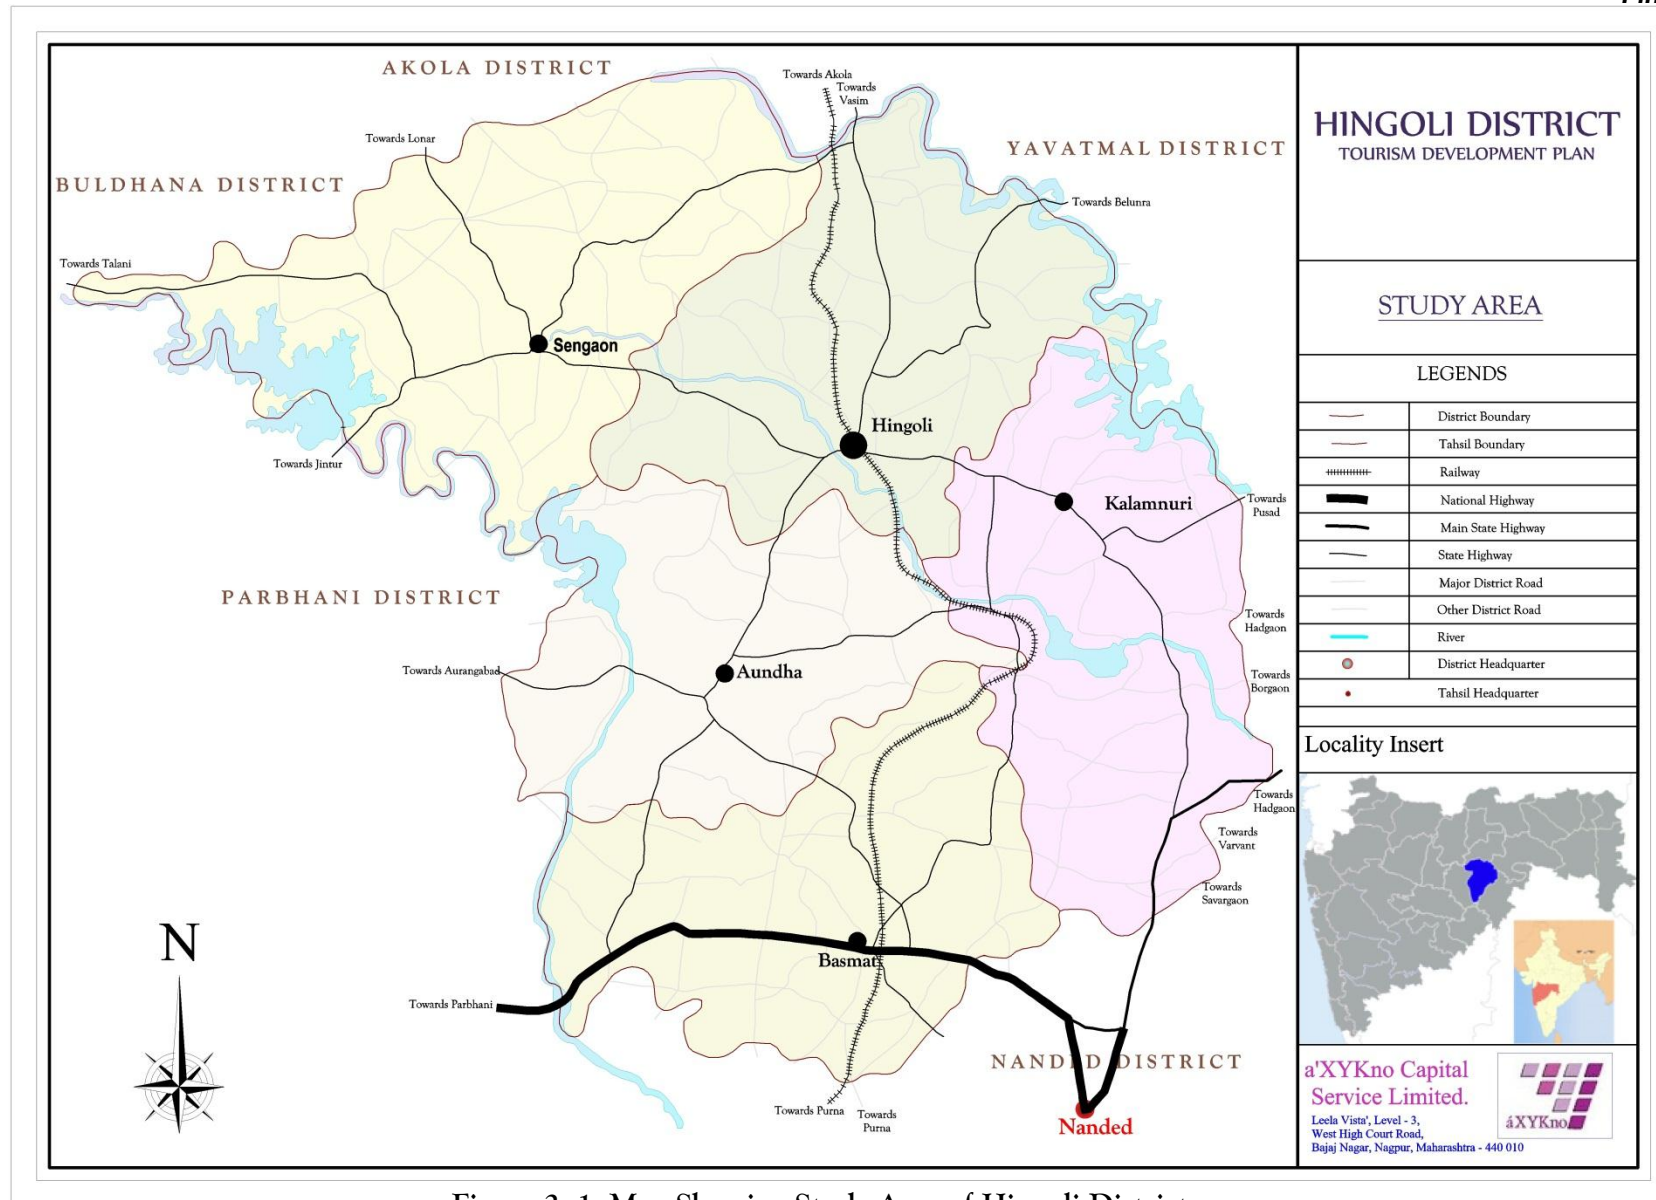 AKOLA DISTRICT
Towards Akola
Towards
Vasim
Towards Lonar
YAVATMAL DISTRICT
BULDHANA DISTRICT
Towards Belunra
Towards Talani
Sengaon
Hingoli
Towards Jintur
Kalamnuri
Towards
Pusad
PARBHANI DISTRICT
Towards
Hadgaon
Towards Aurangabad
Aundha
Towards
Borgaon
Towards
Hadgaon
Towards
Varvant
Towards
Savargaon
N
Basmat
Towards Parbhani
NANDED DISTRICT
Towards Purna
Towards
Purna
Nanded
HINGOLI DISTRICT
TOURISM DEVELOPMENT PLAN
STUDY AREA
LEGENDS
District Boundary
Tahsil Boundary
Railway
National Highway
Main State Highway
State Highway
Major District Road
Other District Road
River
District Headquarter
Tahsil Headquarter
Locality Insert
a'XYKno Capital
Service Limited.
Leela Vista', Level - 3,
West High Court Road,
Bajaj Nagar, Nagpur, Maharashtra - 440 010
áXYKno